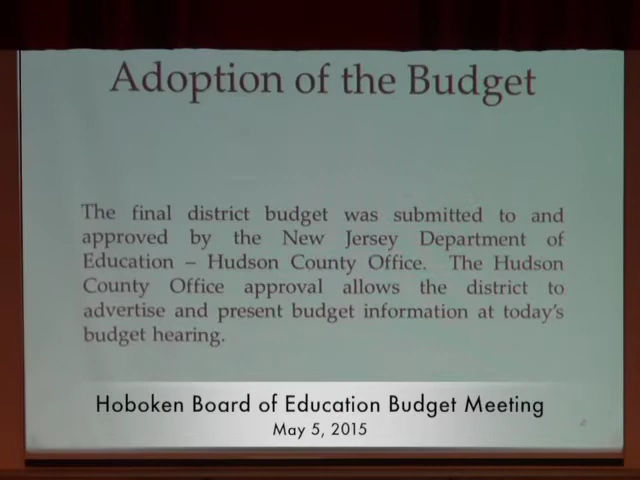 Adoption of the Budget
The final district budget was submitted to and
approved by the New Jersey Department of
Education – Hudson County Office. The Hudson
County Office approval allows the district to
advertise and present budget information at today's
budget hearing.
Hoboken Board of Education Budget Meeting
May 5, 2015